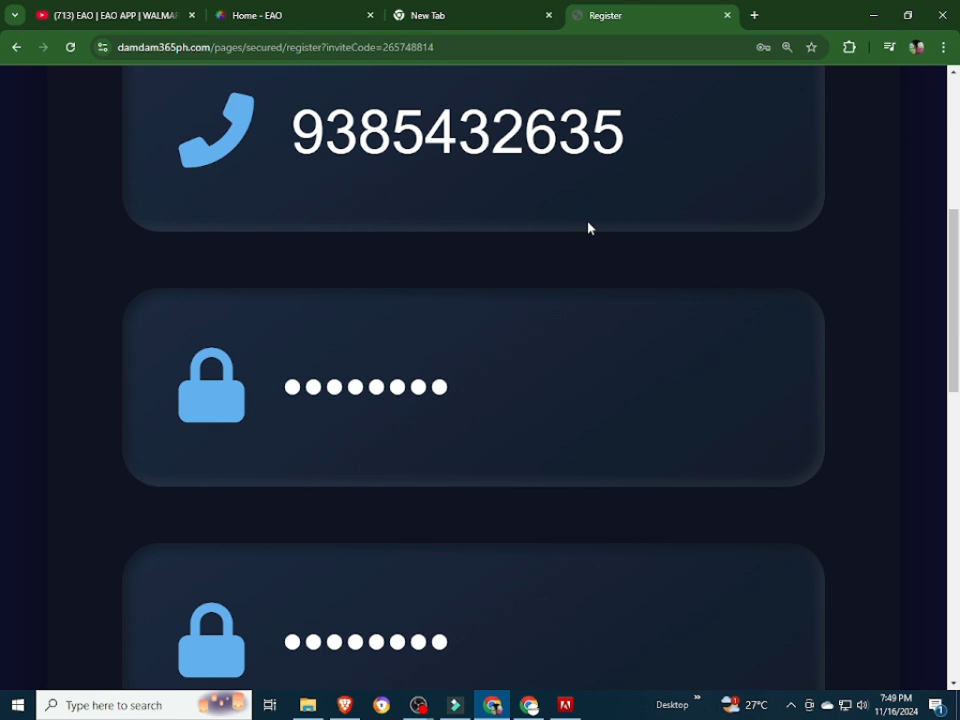 (713) EAO | EAO APP | WALMA
Home - EAO
New Tab
Register
damdam365ph.com/pages/secured/register?inviteCode=265748814
9385432635
Type here to search
Desktop
27°C
7:49 PM
11/16/2024